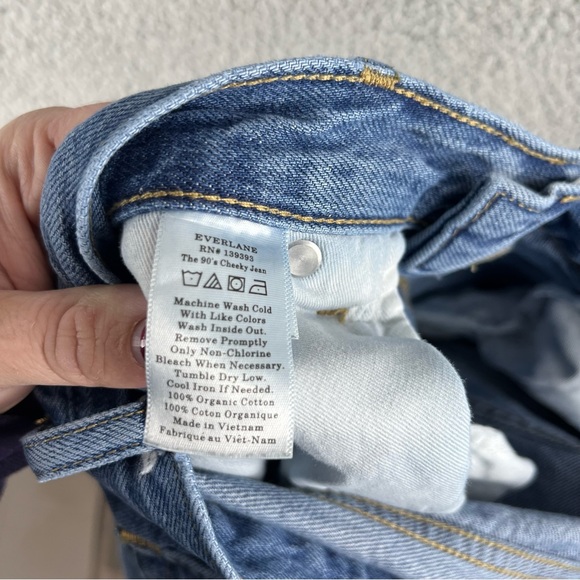 EVERLANE
RN# 139393
The 90's Cheeky Jean
Machine Wash Cold
With Like Colors
Wash Inside Out.
Remove Promptly
Only Non-Chlorine
Bleach When Necessary.
Tumble Dry Low.
Cool Iron If Needed.
100% Organic Cotton
100% Coton Organique
Made in Vietnam
Fabriqué au Viêt-Nam